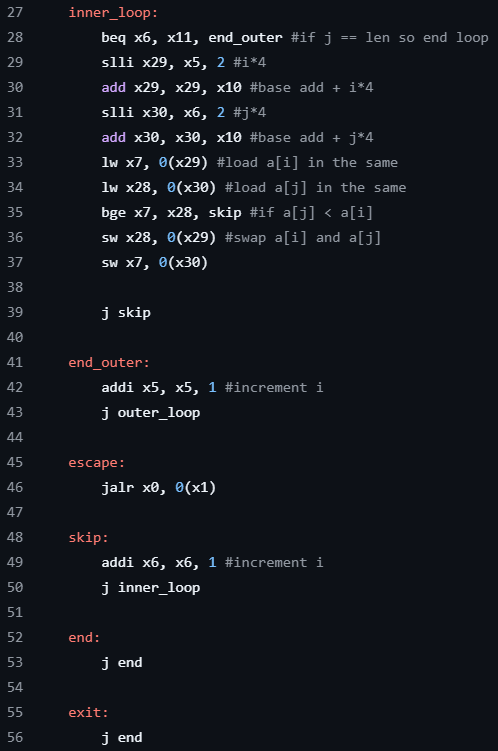 27 inner_loop:
28 beq x6, x11, end_outer #if j == len so end loop
29 slli x29, x5, 2 #i*4
30 add x29, x29, x10 #base add + i*4
31 slli x30, x6, 2 #j*4
32 add x30, x30, x10 #base add + j*4
33 lw x7, 0(x29) #load a[i] in the same
34 lw x28, 0(x30) #load a[j] in the same
35 bge x7, x28, skip #if a[j] < a[i]
36 sw x28, 0(x29) #swap a[i] and a[j]
37 sw x7, 0(x30)
38
39 j skip
40
41 end_outer:
42 addi x5, x5, 1 #increment i
43 j outer_loop
44
45 escape:
46 jalr x0, 0(x1)
47
48 skip:
49 addi x6, x6, 1 #increment i
50 j inner_loop
51
52 end:
53 j end
54
55 exit:
56 j end